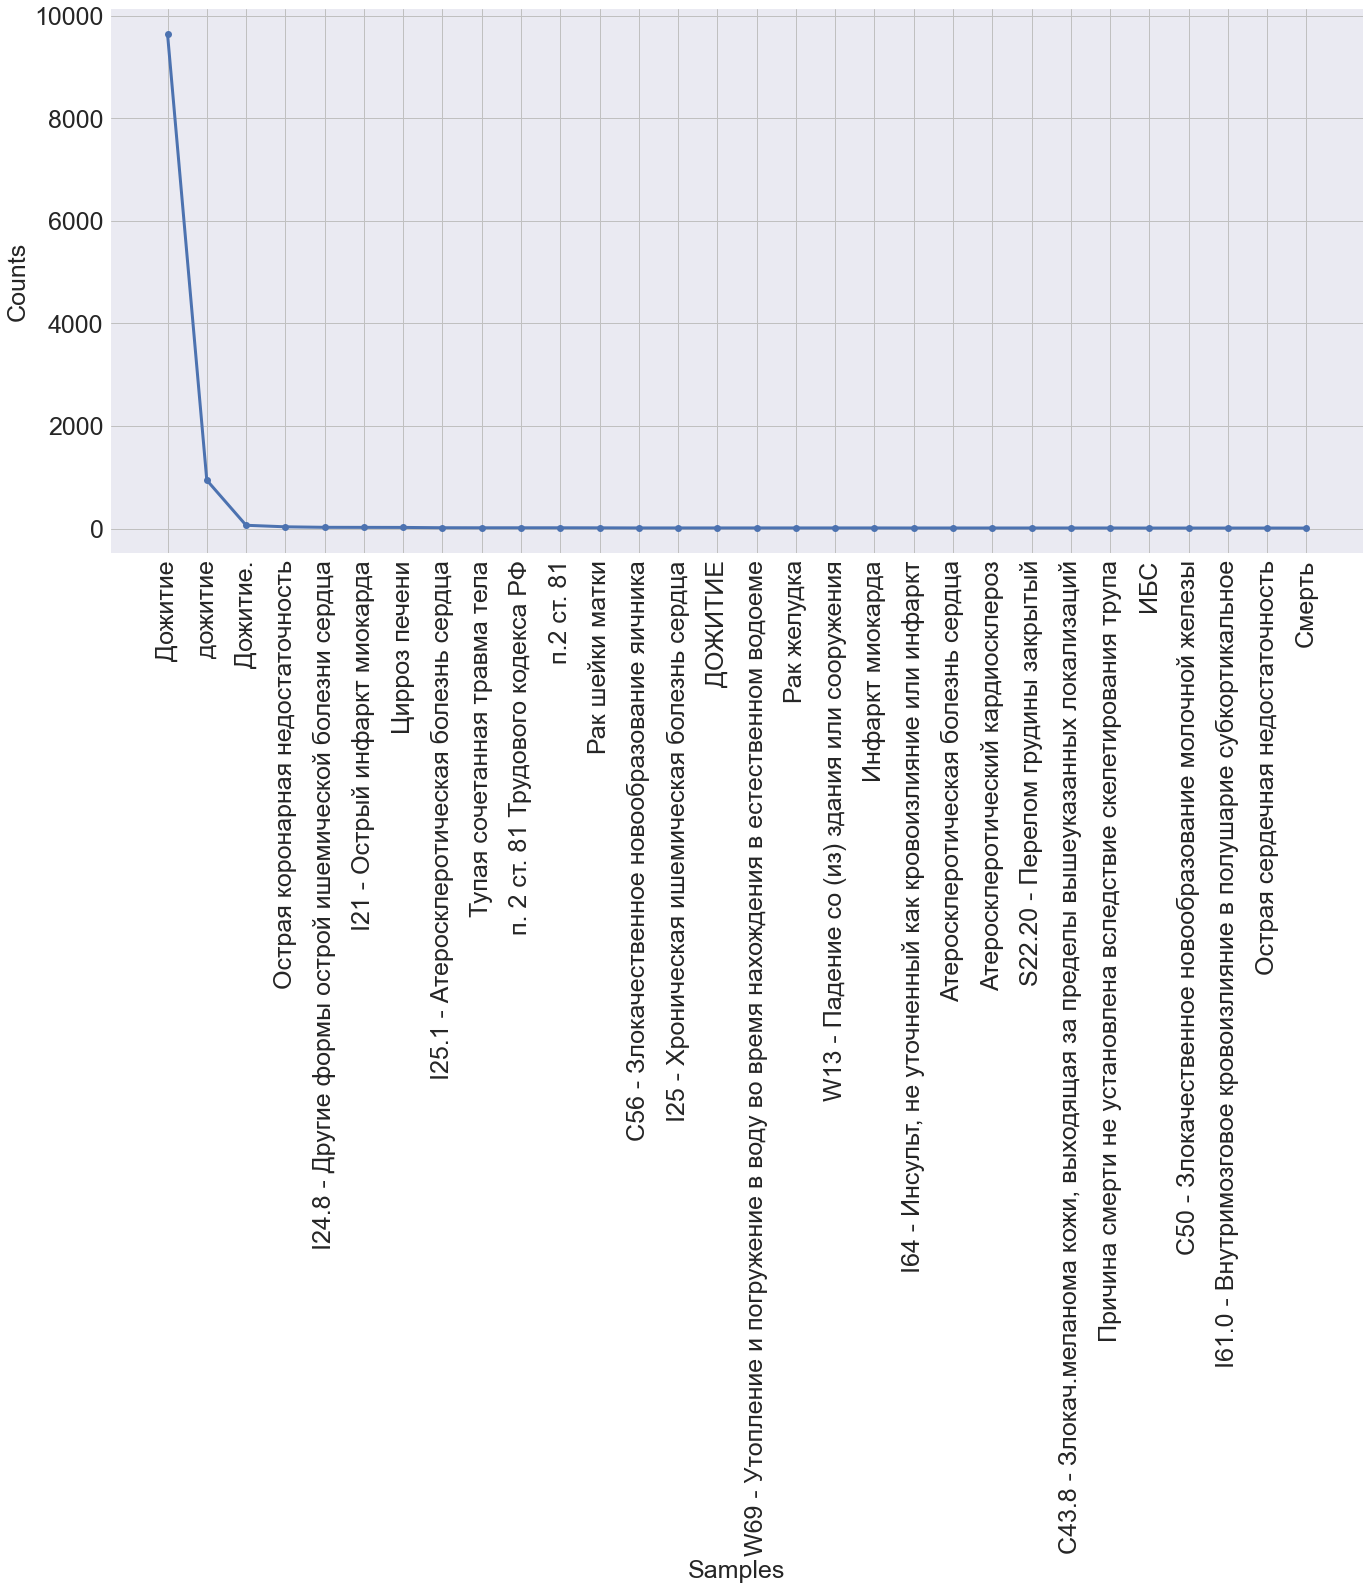 10000
8000
6000
4000
2000
0
Counts
Дожитие
дожитие
Дожитие.
Острая коронарная недостаточность
I24.8 - Другие формы острой ишемической болезни сердца
I21 - Острый инфаркт миокарда
Цирроз печени
I25.1 - Атеросклеротическая болезнь сердца
Тупая сочетанная травма тела
п. 2 ст. 81 Трудового кодекса РФ
п.2 ст. 81
Рак шейки матки
C56 - Злокачественное новообразование яичника
I25 - Хроническая ишемическая болезнь сердца
ДОЖИТИЕ
W69 - Утопление и погружение в воду во время нахождения в естественном водоеме
Рак желудка
W13 - Падение со (из) здания или сооружения
Инфаркт миокарда
I64 - Инсульт, не уточненный как кровоизлияние или инфаркт
Атеросклеротическая болезнь сердца
Атеросклеротический кардиосклероз
S22.20 - Перелом грудины закрытый
C43.8 - Злокач.меланома кожи, выходящая за пределы вышеуказанных локализаций
Причина смерти не установлена вследствие скелетирования трупа
ИБС
C50 - Злокачественное новообразование молочной железы
I61.0 - Внутримозговое кровоизлияние в полушарие субкортикальное
Острая сердечная недостаточность
Смерть
Samples